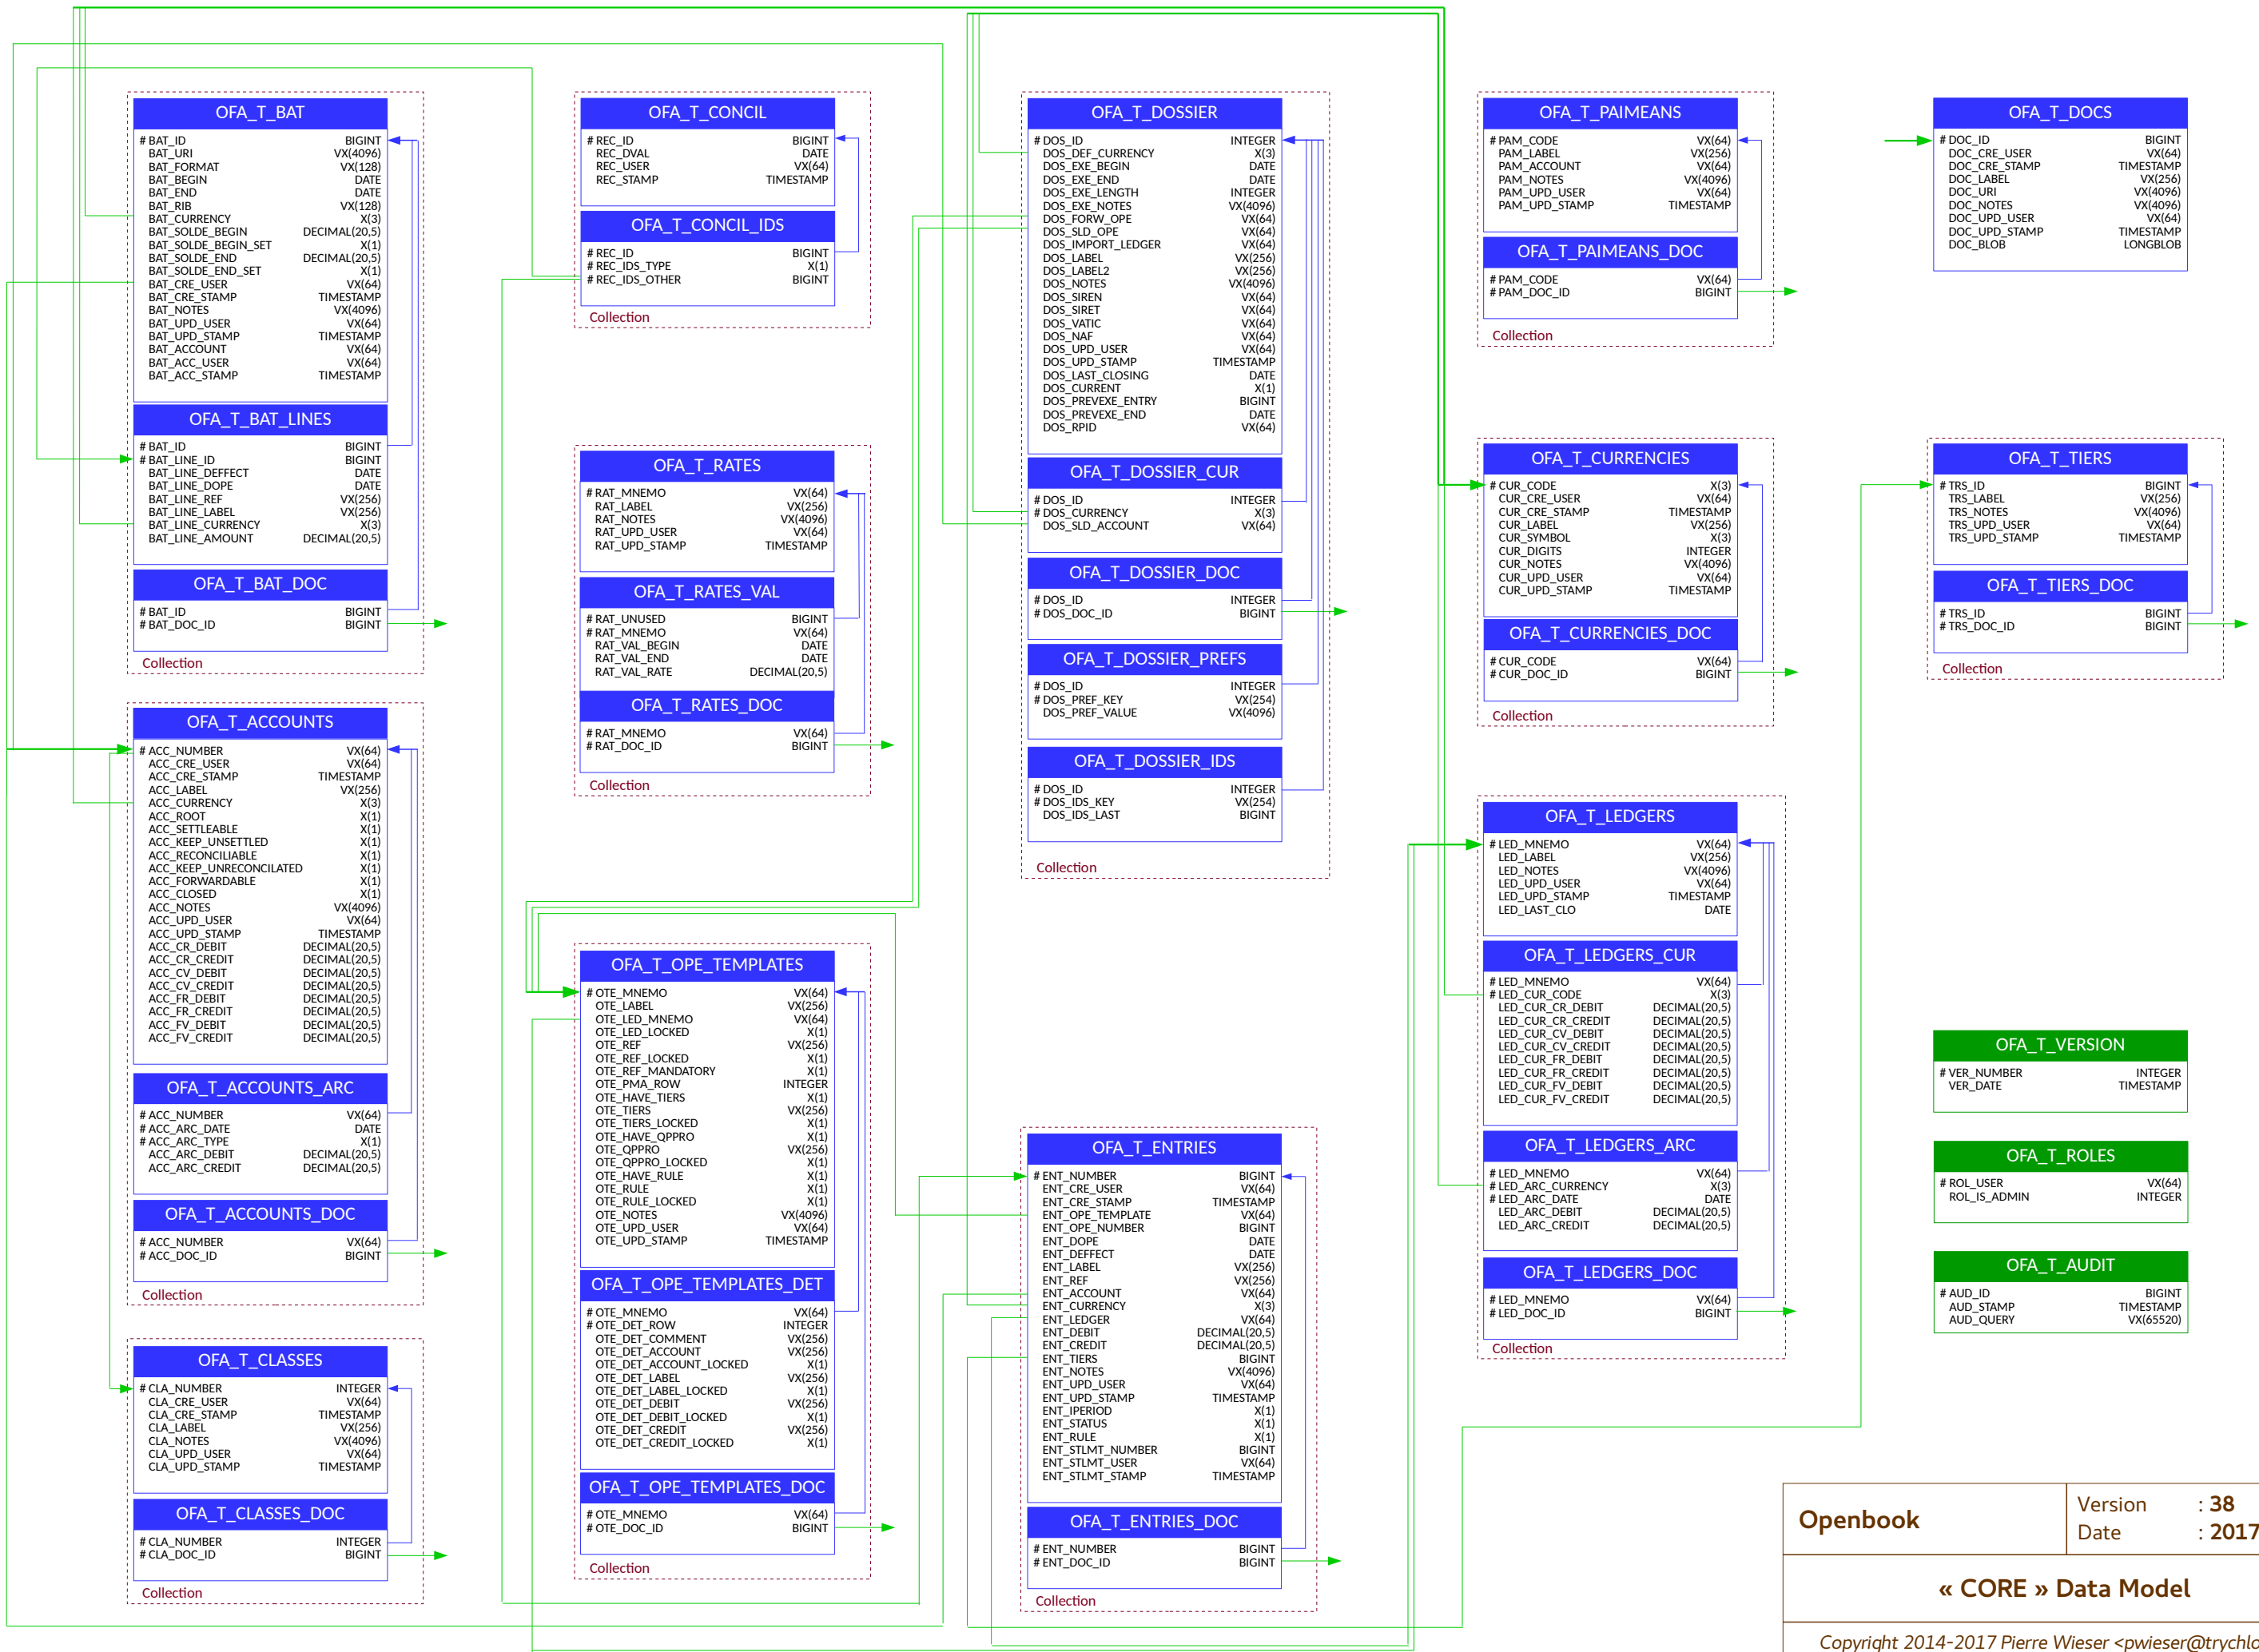 OFA_T_BAT
# BAT_ID BIGINT
BAT_URI VX(4096)
BAT_FORMAT VX(128)
BAT_BEGIN DATE
BAT_END DATE
BAT_RIB VX(128)
BAT_CURRENCY X(3)
BAT_SOLDE_BEGIN DECIMAL(20,5)
BAT_SOLDE_BEGIN_SET X(1)
BAT_SOLDE_END DECIMAL(20,5)
BAT_SOLDE_END_SET X(1)
BAT_CRE_USER VX(64)
BAT_CRE_STAMP TIMESTAMP
BAT_NOTES VX(4096)
BAT_UPD_USER VX(64)
BAT_UPD_STAMP TIMESTAMP
BAT_ACCOUNT VX(64)
BAT_ACC_USER VX(64)
BAT_ACC_STAMP TIMESTAMP
OFA_T_BAT_LINES
# BAT_ID BIGINT
# BAT_LINE_ID BIGINT
BAT_LINE_DEFFECT DATE
BAT_LINE_DOPE DATE
BAT_LINE_REF VX(256)
BAT_LINE_LABEL VX(256)
BAT_LINE_CURRENCY X(3)
BAT_LINE_AMOUNT DECIMAL(20,5)
OFA_T_BAT_DOC
# BAT_ID BIGINT
# BAT_DOC_ID BIGINT
Collection
OFA_T_ACCOUNTS
# ACC_NUMBER VX(64)
ACC_CRE_USER VX(64)
ACC_CRE_STAMP TIMESTAMP
ACC_LABEL VX(256)
ACC_CURRENCY X(3)
ACC_ROOT X(1)
ACC_SETTLEABLE X(1)
ACC_KEEP_UNSETTLED X(1)
ACC_RECONCILIABLE X(1)
ACC_KEEP_UNRECONCILATED X(1)
ACC_FORWARDABLE X(1)
ACC_CLOSED X(1)
ACC_NOTES VX(4096)
ACC_UPD_USER VX(64)
ACC_UPD_STAMP TIMESTAMP
ACC_CR_DEBIT DECIMAL(20,5)
ACC_CR_CREDIT DECIMAL(20,5)
ACC_CV_DEBIT DECIMAL(20,5)
ACC_CV_CREDIT DECIMAL(20,5)
ACC_FR_DEBIT DECIMAL(20,5)
ACC_FR_CREDIT DECIMAL(20,5)
ACC_FV_DEBIT DECIMAL(20,5)
ACC_FV_CREDIT DECIMAL(20,5)
OFA_T_ACCOUNTS_ARC
# ACC_NUMBER VX(64)
# ACC_ARC_DATE DATE
# ACC_ARC_TYPE X(1)
ACC_ARC_DEBIT DECIMAL(20,5)
ACC_ARC_CREDIT DECIMAL(20,5)
OFA_T_ACCOUNTS_DOC
# ACC_NUMBER VX(64)
# ACC_DOC_ID BIGINT
Collection
OFA_T_CLASSES
# CLA_NUMBER INTEGER
CLA_CRE_USER VX(64)
CLA_CRE_STAMP TIMESTAMP
CLA_LABEL VX(256)
CLA_NOTES VX(4096)
CLA_UPD_USER VX(64)
CLA_UPD_STAMP TIMESTAMP
OFA_T_CLASSES_DOC
# CLA_NUMBER INTEGER
# CLA_DOC_ID BIGINT
Collection
OFA_T_CONCIL
# REC_ID BIGINT
REC_DVAL DATE
REC_USER VX(64)
REC_STAMP TIMESTAMP
OFA_T_CONCIL_IDS
# REC_ID BIGINT
# REC_IDS_TYPE X(1)
# REC_IDS_OTHER BIGINT
Collection
OFA_T_RATES
# RAT_MNEMO VX(64)
RAT_LABEL VX(256)
RAT_NOTES VX(4096)
RAT_UPD_USER VX(64)
RAT_UPD_STAMP TIMESTAMP
OFA_T_RATES_VAL
# RAT_UNUSED BIGINT
# RAT_MNEMO VX(64)
RAT_VAL_BEGIN DATE
RAT_VAL_END DATE
RAT_VAL_RATE DECIMAL(20,5)
OFA_T_RATES_DOC
# RAT_MNEMO VX(64)
# RAT_DOC_ID BIGINT
Collection
OFA_T_OPE_TEMPLATES
# OTE_MNEMO VX(64)
OTE_LABEL VX(256)
OTE_LED_MNEMO VX(64)
OTE_LED_LOCKED X(1)
OTE_REF VX(256)
OTE_REF_LOCKED X(1)
OTE_REF_MANDATORY X(1)
OTE_PMA_ROW INTEGER
OTE_HAVE_TIERS X(1)
OTE_TIERS VX(256)
OTE_TIERS_LOCKED X(1)
OTE_HAVE_QPPRO X(1)
OTE_QPPRO VX(256)
OTE_QPPRO_LOCKED X(1)
OTE_HAVE_RULE X(1)
OTE_RULE X(1)
OTE_RULE_LOCKED X(1)
OTE_NOTES VX(4096)
OTE_UPD_USER VX(64)
OTE_UPD_STAMP TIMESTAMP
OFA_T_OPE_TEMPLATES_DET
# OTE_MNEMO VX(64)
# OTE_DET_ROW INTEGER
OTE_DET_COMMENT VX(256)
OTE_DET_ACCOUNT VX(256)
OTE_DET_ACCOUNT_LOCKED X(1)
OTE_DET_LABEL VX(256)
OTE_DET_LABEL_LOCKED X(1)
OTE_DET_DEBIT VX(256)
OTE_DET_DEBIT_LOCKED X(1)
OTE_DET_CREDIT VX(256)
OTE_DET_CREDIT_LOCKED X(1)
OFA_T_OPE_TEMPLATES_DOC
# OTE_MNEMO VX(64)
# OTE_DOC_ID BIGINT
Collection
OFA_T_DOSSIER
# DOS_ID INTEGER
DOS_DEF_CURRENCY X(3)
DOS_EXE_BEGIN DATE
DOS_EXE_END DATE
DOS_EXE_LENGTH INTEGER
DOS_EXE_NOTES VX(4096)
DOS_FORW_OPE VX(64)
DOS_SLD_OPE VX(64)
DOS_IMPORT_LEDGER VX(64)
DOS_LABEL VX(256)
DOS_LABEL2 VX(256)
DOS_NOTES VX(4096)
DOS_SIREN VX(64)
DOS_SIRET VX(64)
DOS_VATIC VX(64)
DOS_NAF VX(64)
DOS_UPD_USER VX(64)
DOS_UPD_STAMP TIMESTAMP
DOS_LAST_CLOSING DATE
DOS_CURRENT X(1)
DOS_PREVEXE_ENTRY BIGINT
DOS_PREVEXE_END DATE
DOS_RPID VX(64)
OFA_T_DOSSIER_CUR
# DOS_ID INTEGER
# DOS_CURRENCY X(3)
DOS_SLD_ACCOUNT VX(64)
OFA_T_DOSSIER_DOC
# DOS_ID INTEGER
# DOS_DOC_ID BIGINT
OFA_T_DOSSIER_PREFS
# DOS_ID INTEGER
# DOS_PREF_KEY VX(254)
DOS_PREF_VALUE VX(4096)
OFA_T_DOSSIER_IDS
# DOS_ID INTEGER
# DOS_IDS_KEY VX(254)
DOS_IDS_LAST BIGINT
Collection
OFA_T_ENTRIES
# ENT_NUMBER BIGINT
ENT_CRE_USER VX(64)
ENT_CRE_STAMP TIMESTAMP
ENT_OPE_TEMPLATE VX(64)
ENT_OPE_NUMBER BIGINT
ENT_DOPE DATE
ENT_DEFFECT DATE
ENT_LABEL VX(256)
ENT_REF VX(256)
ENT_ACCOUNT VX(64)
ENT_CURRENCY X(3)
ENT_LEDGER VX(64)
ENT_DEBIT DECIMAL(20,5)
ENT_CREDIT DECIMAL(20,5)
ENT_TIERS BIGINT
ENT_NOTES VX(4096)
ENT_UPD_USER VX(64)
ENT_UPD_STAMP TIMESTAMP
ENT_IPERIOD X(1)
ENT_STATUS X(1)
ENT_RULE X(1)
ENT_STLMT_NUMBER BIGINT
ENT_STLMT_USER VX(64)
ENT_STLMT_STAMP TIMESTAMP
OFA_T_ENTRIES_DOC
# ENT_NUMBER BIGINT
# ENT_DOC_ID BIGINT
Collection
OFA_T_PAIMEANS
# PAM_CODE VX(64)
PAM_LABEL VX(256)
PAM_ACCOUNT VX(64)
PAM_NOTES VX(4096)
PAM_UPD_USER VX(64)
PAM_UPD_STAMP TIMESTAMP
OFA_T_PAIMEANS_DOC
# PAM_CODE VX(64)
# PAM_DOC_ID BIGINT
Collection
OFA_T_CURRENCIES
# CUR_CODE X(3)
CUR_CRE_USER VX(64)
CUR_CRE_STAMP TIMESTAMP
CUR_LABEL VX(256)
CUR_SYMBOL X(3)
CUR_DIGITS INTEGER
CUR_NOTES VX(4096)
CUR_UPD_USER VX(64)
CUR_UPD_STAMP TIMESTAMP
OFA_T_CURRENCIES_DOC
# CUR_CODE VX(64)
# CUR_DOC_ID BIGINT
Collection
OFA_T_LEDGERS
# LED_MNEMO VX(64)
LED_LABEL VX(256)
LED_NOTES VX(4096)
LED_UPD_USER VX(64)
LED_UPD_STAMP TIMESTAMP
LED_LAST_CLO DATE
OFA_T_LEDGERS_CUR
# LED_MNEMO VX(64)
# LED_CUR_CODE X(3)
LED_CUR_CR_DEBIT DECIMAL(20,5)
LED_CUR_CR_CREDIT DECIMAL(20,5)
LED_CUR_CV_DEBIT DECIMAL(20,5)
LED_CUR_CV_CREDIT DECIMAL(20,5)
LED_CUR_FR_DEBIT DECIMAL(20,5)
LED_CUR_FR_CREDIT DECIMAL(20,5)
LED_CUR_FV_DEBIT DECIMAL(20,5)
LED_CUR_FV_CREDIT DECIMAL(20,5)
OFA_T_LEDGERS_ARC
# LED_MNEMO VX(64)
# LED_ARC_CURRENCY X(3)
# LED_ARC_DATE DATE
LED_ARC_DEBIT DECIMAL(20,5)
LED_ARC_CREDIT DECIMAL(20,5)
OFA_T_LEDGERS_DOC
# LED_MNEMO VX(64)
# LED_DOC_ID BIGINT
Collection
OFA_T_DOCS
# DOC_ID BIGINT
DOC_CRE_USER VX(64)
DOC_CRE_STAMP TIMESTAMP
DOC_LABEL VX(256)
DOC_URI VX(4096)
DOC_NOTES VX(4096)
DOC_UPD_USER VX(64)
DOC_UPD_STAMP TIMESTAMP
DOC_BLOB LONGBLOB
OFA_T_TIERS
# TRS_ID BIGINT
TRS_LABEL VX(256)
TRS_NOTES VX(4096)
TRS_UPD_USER VX(64)
TRS_UPD_STAMP TIMESTAMP
OFA_T_TIERS_DOC
# TRS_ID BIGINT
# TRS_DOC_ID BIGINT
Collection
OFA_T_VERSION
# VER_NUMBER INTEGER
VER_DATE TIMESTAMP
OFA_T_ROLES
# ROL_USER VX(64)
ROL_IS_ADMIN INTEGER
OFA_T_AUDIT
# AUD_ID BIGINT
AUD_STAMP TIMESTAMP
AUD_QUERY VX(65520)
Openbook
Version : 38
Date : 2017
« CORE » Data Model
Copyright 2014-2017 Pierre Wieser